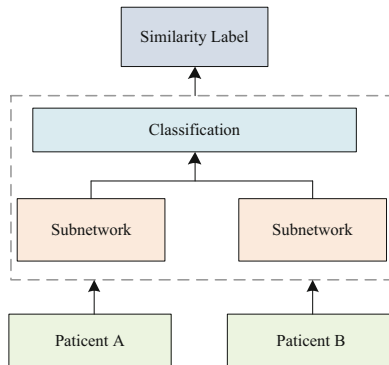 Similarity Label
Classification
Subnetwork
Subnetwork
Paticent A
Paticent B